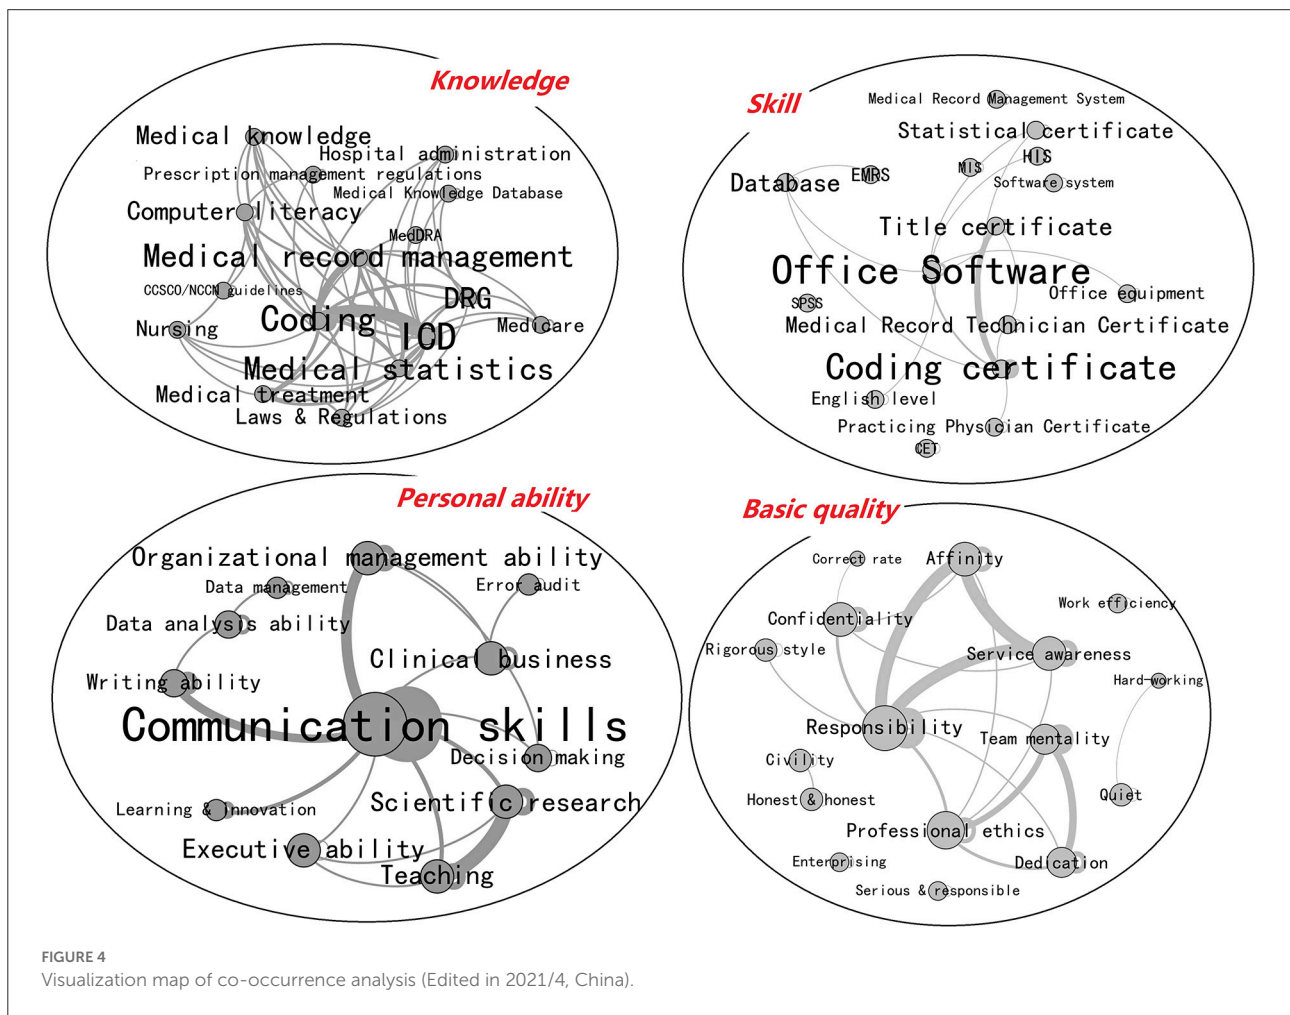 Knowledge
Medical knowledge
Hospital administration
Prescription management regulations
Medical Knowledge Database
Computer literacy
MedDRA
Medical record management
CCSCO/NCCN guidelines
DRG
Coding
Nursing
ICD
Medicare
Medical statistics
Medical treatment
Laws & Regulations
Skill
Medical Record Management System
Statistical certificate
HIS
MIS
EMRS
Database
Software system
Title certificate
Office Software
Office equipment
SPSS
Medical Record Technician Certificate
Coding certificate
English level
Practicing Physician Certificate
CET
Personal ability
Organizational management ability
Data management
Error audit
Data analysis ability
Clinical business
Writing ability
Communication skills
Decision making
Learning & innovation
Scientific research
Executive ability
Teaching
Basic quality
Correct rate
Affinity
Work efficiency
Confidentiality
Rigorous style
Service awareness
Hard-working
Responsibility
Team mentality
Civility
Honest & honest
Quiet
Professional ethics
Enterprising
Dedication
Serious & responsible
FIGURE 4
Visualization map of co-occurrence analysis (Edited in 2021/4, China).